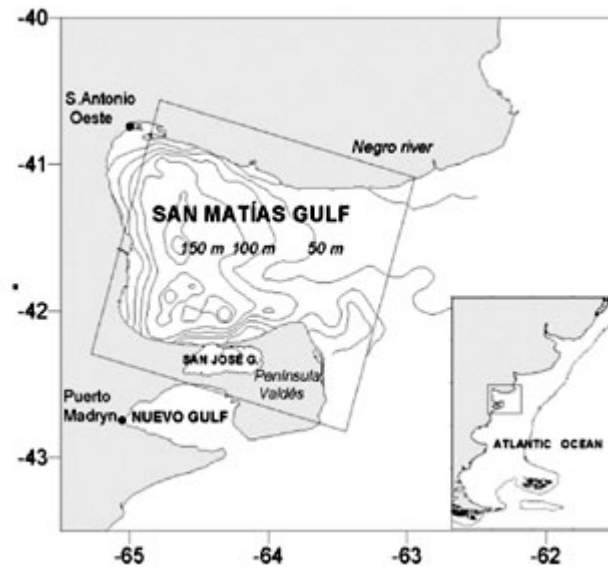 -40
S.Antonio
Oeste
Negro river
-41
SAN MATÍAS GULF
150 m 100 m 50 m
-42
SAN JOSÉ G.
Península
Valdés
Puerto
Madryn
NUEVO GULF
ATLANTIC OCEAN
-43
-65 -64 -63 -62